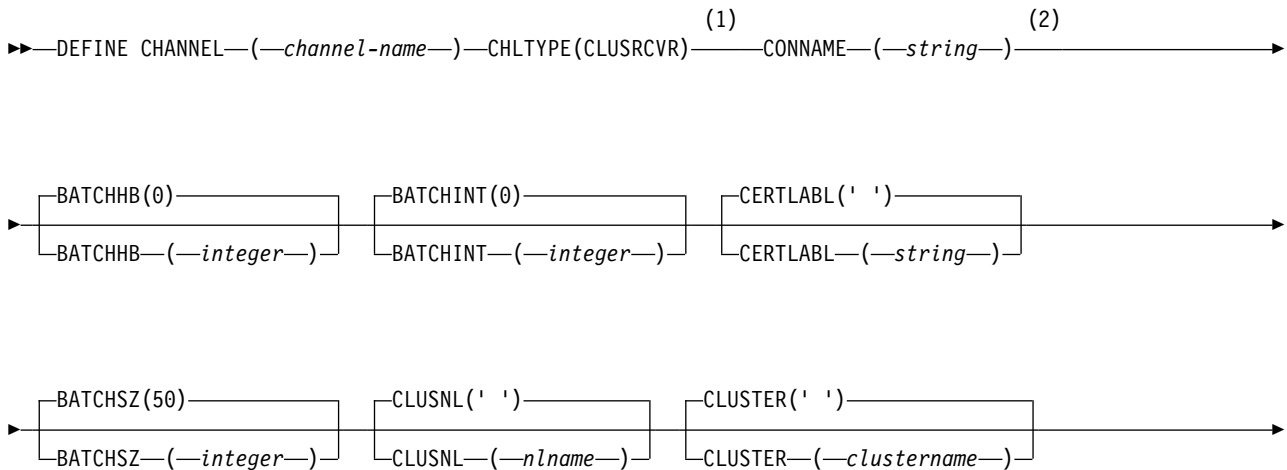 (1) (2)
DEFINE CHANNEL ( channel-name ) CHLTYPE(CLUSRCVR) CONNAME ( string )
BATCHHB(0) BATCHINT(0) CERTLABL(' ')
BATCHHB ( integer ) BATCHINT ( integer ) CERTLABL ( string )
BATCHSZ(50) CLUSNL(' ') CLUSTER(' ')
BATCHSZ ( integer ) CLUSNL ( nlname ) CLUSTER ( clustername )